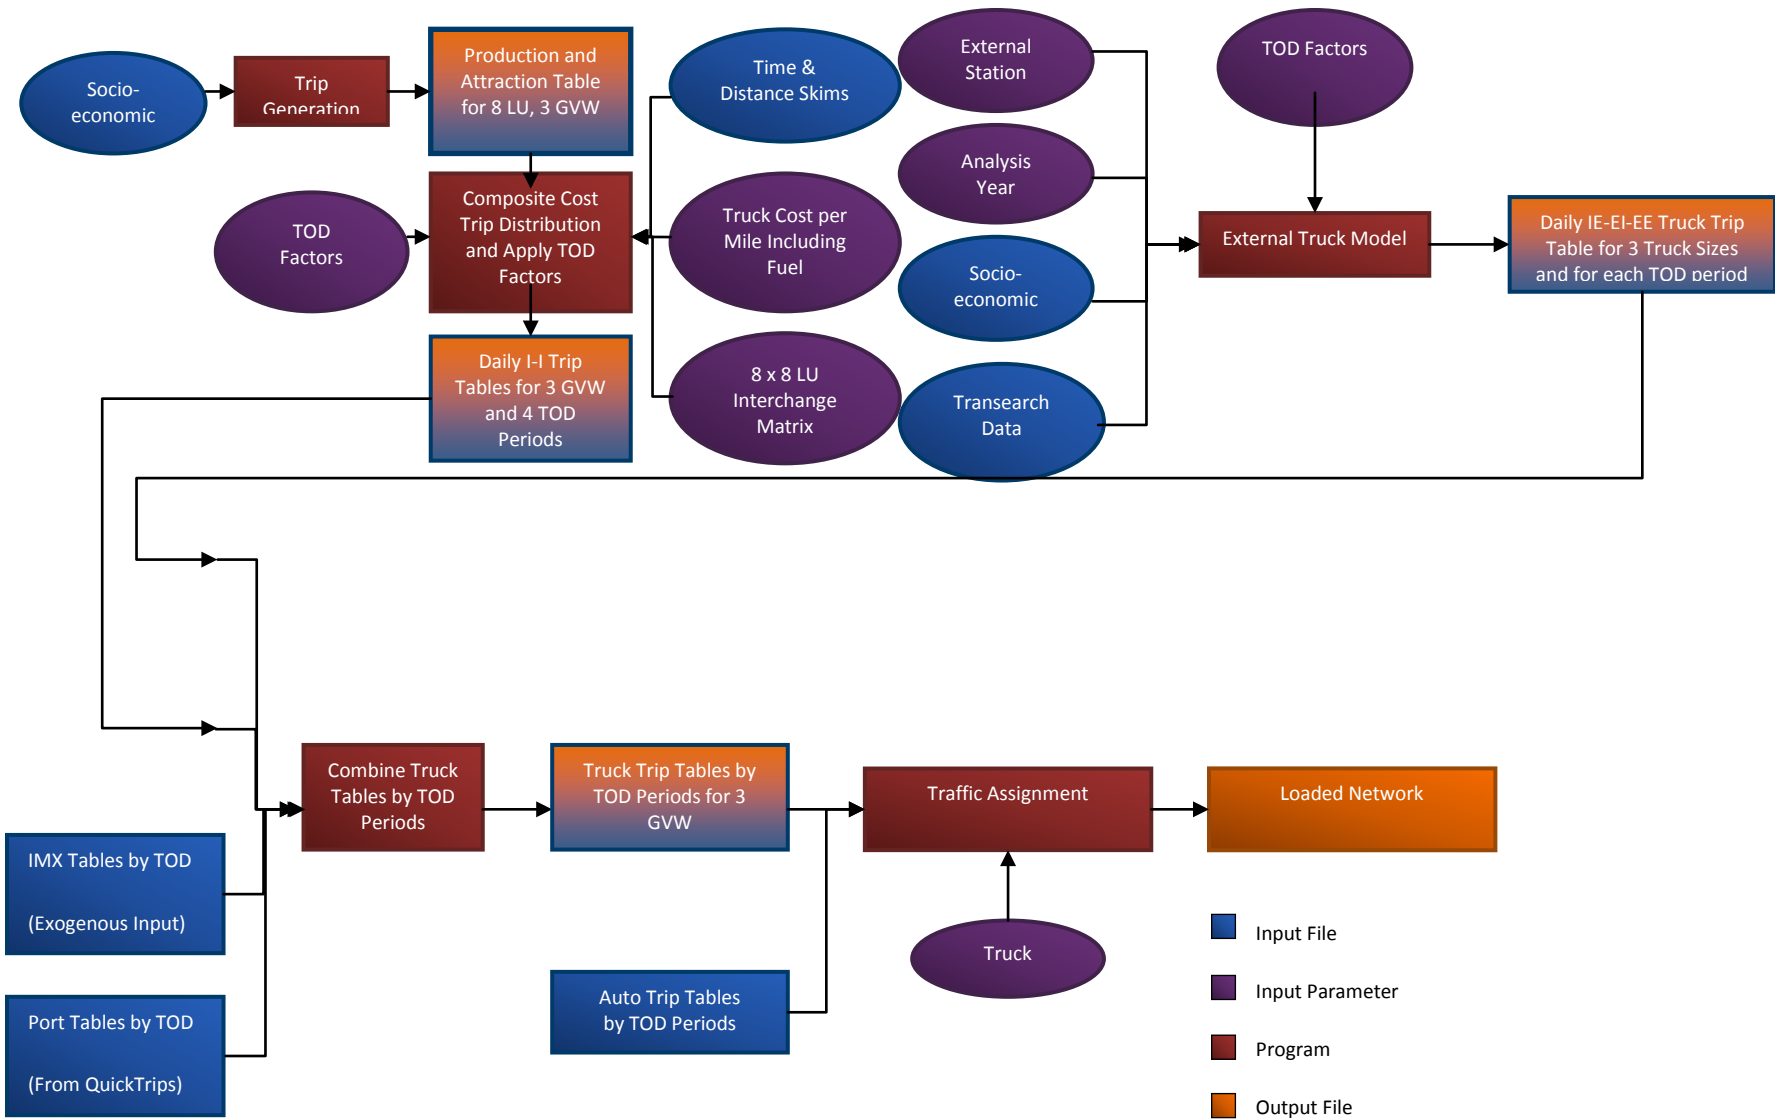 Socio-
economic
Trip
Generation
Production and
Attraction Table
for 8 LU, 3 GVW
Time &
Distance Skims
External
Station
TOD Factors
Analysis
Year
TOD
Factors
Composite Cost
Trip Distribution
and Apply TOD
Factors
Truck Cost per
Mile Including
Fuel
External Truck Model
Daily IE-EI-EE Truck Trip
Table for 3 Truck Sizes
and for each TOD period
Socio-
economic
Daily I-I Trip
Tables for 3 GVW
and 4 TOD
Periods
8 x 8 LU
Interchange
Matrix
Transearch
Data
Combine Truck
Tables by TOD
Periods
Truck Trip Tables by
TOD Periods for 3
GVW
Traffic Assignment
Loaded Network
IMX Tables by TOD
(Exogenous Input)
Port Tables by TOD
(From QuickTrips)
Auto Trip Tables
by TOD Periods
Truck
Input File
Input Parameter
Program
Output File